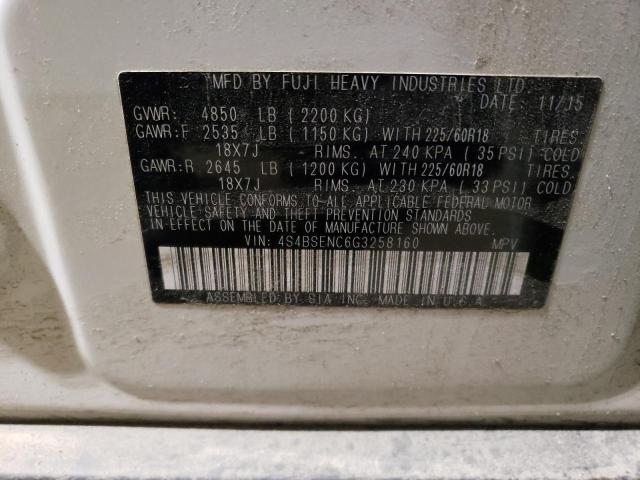 MFD BY FUJI HEAVY INDUSTRIES LTD.
DATE: 11/15
GVWR: 4850 LB (2200 KG)
GAWR:F 2535 LB (1150 KG) WITH 225/60R18 TIRES
18X7J RIMS. AT 240 KPA (35 PSI) COLD
GAWR:R 2645 LB (1200 KG) WITH 225/60R18 TIRES.
18X7J RIMS. AT 230 KPA (33 PSI) COLD
THIS VEHICLE CONFORMS TO ALL APPLICABLE FEDERAL MOTOR
VEHICLE SAFETY AND THEFT PREVENTION STANDARDS
IN EFFECT ON THE DATE OF MANUFACTURE SHOWN ABOVE.
VIN: 4S4BSENC6G3258160 MPV
ASSEMBLED BY SIA INC. MADE IN U.S.A.